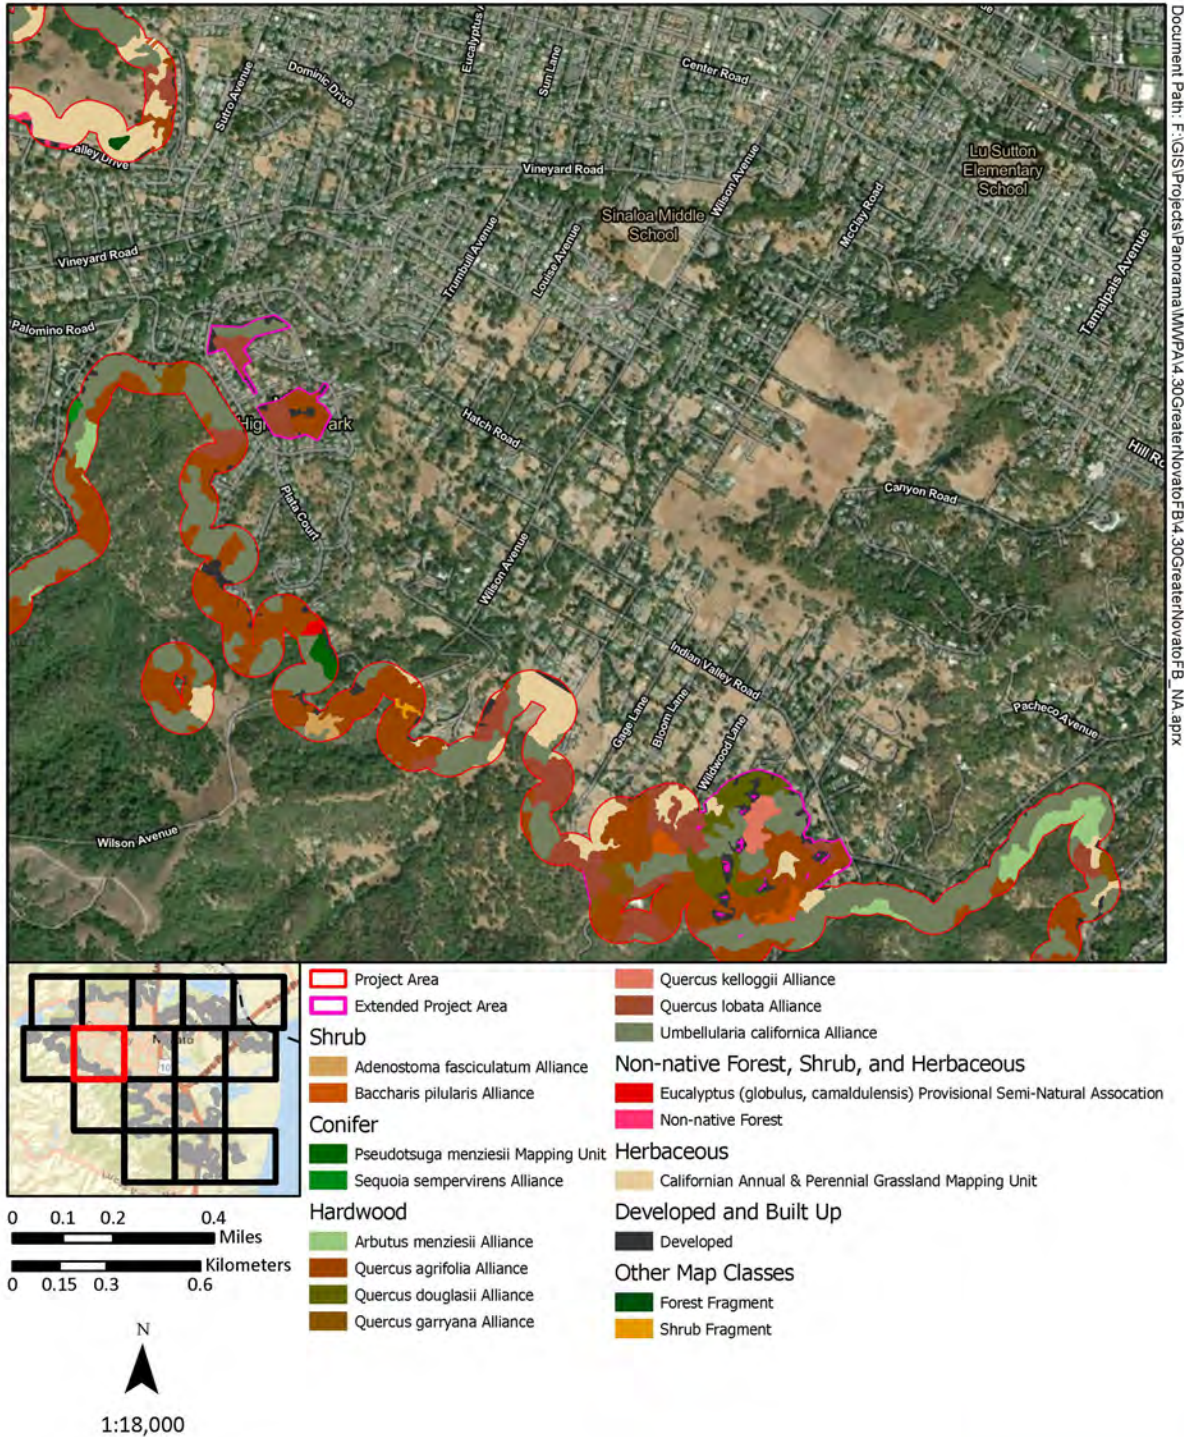 Document Path: F:\GIS\Projects\Panorama\MWPA\4.30GreaterNovatoFB\4.30GreaterNovatoFB_NA.aprx
Eucalyptus A
Sun Lane
Center Road
Dominic Drive
Sutro Avenue
Valley Drive
Vineyard Road
Wilson Avenue
Lu Sutton
Elementary
School
Sinaloa Middle
School
McClay Road
Trumbull Avenue
Louise Avenue
Vineyard Road
Tamalpais Avenue
Palomino Road
Hig
ark
Hatch Road
Hill Ro
Canyon Road
Plata Court
Wilson Avenue
Indian Valley Road
Gage Lane
Bloom Lane
Wildwood Lane
Pacheco Avenue
Wilson Avenue
Project Area
Extended Project Area
Shrub
Adenostoma fasciculatum Alliance
Baccharis pilularis Alliance
Conifer
Pseudotsuga menziesii Mapping Unit
Sequoia sempervirens Alliance
Hardwood
Arbutus menziesii Alliance
Quercus agrifolia Alliance
Quercus douglasii Alliance
Quercus garryana Alliance
Quercus kelloggii Alliance
Quercus lobata Alliance
Umbellularia californica Alliance
Non-native Forest, Shrub, and Herbaceous
Eucalyptus (globulus, camaldulensis) Provisional Semi-Natural Assocation
Non-native Forest
Herbaceous
Californian Annual & Perennial Grassland Mapping Unit
Developed and Built Up
Developed
Other Map Classes
Forest Fragment
Shrub Fragment
0 0.1 0.2 0.4
Miles
Kilometers
0 0.15 0.3 0.6
N
1:18,000